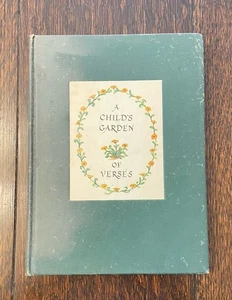 A
CHILD'S
GARDEN
OF
VERSES